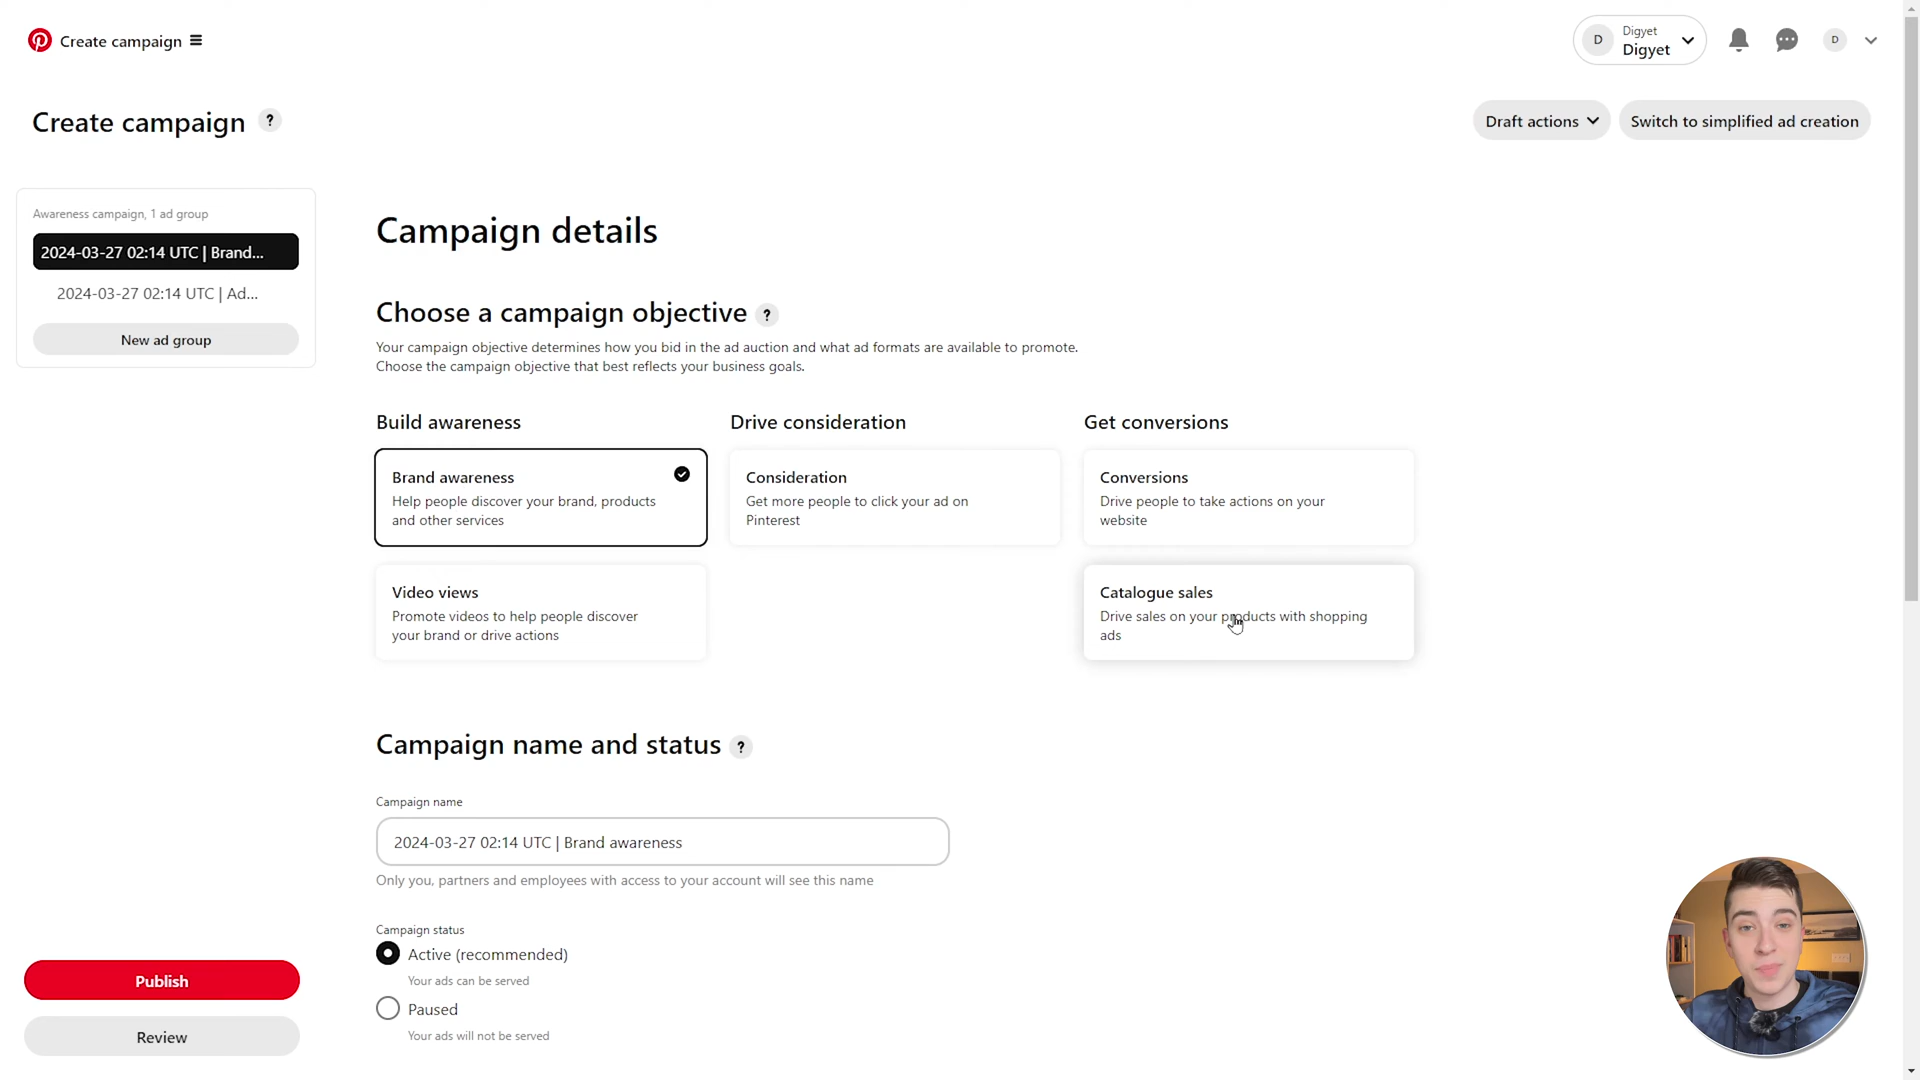 Create campaign
D
Digyet
Digyet
D
Create campaign ?
Draft actions
Switch to simplified ad creation
Awareness campaign, 1 ad group
2024-03-27 02:14 UTC | Brand...
2024-03-27 02:14 UTC | Ad...
New ad group
Campaign details
Choose a campaign objective ?
Your campaign objective determines how you bid in the ad auction and what ad formats are available to promote.
Choose the campaign objective that best reflects your business goals.
Build awareness
Drive consideration
Get conversions
Brand awareness
Help people discover your brand, products
and other services
Consideration
Get more people to click your ad on
Pinterest
Conversions
Drive people to take actions on your
website
Video views
Promote videos to help people discover
your brand or drive actions
Catalogue sales
Drive sales on your products with shopping
ads
Campaign name and status ?
Campaign name
2024-03-27 02:14 UTC | Brand awareness
Only you, partners and employees with access to your account will see this name
Campaign status
Active (recommended)
Your ads can be served
Paused
Your ads will not be served
Publish
Review